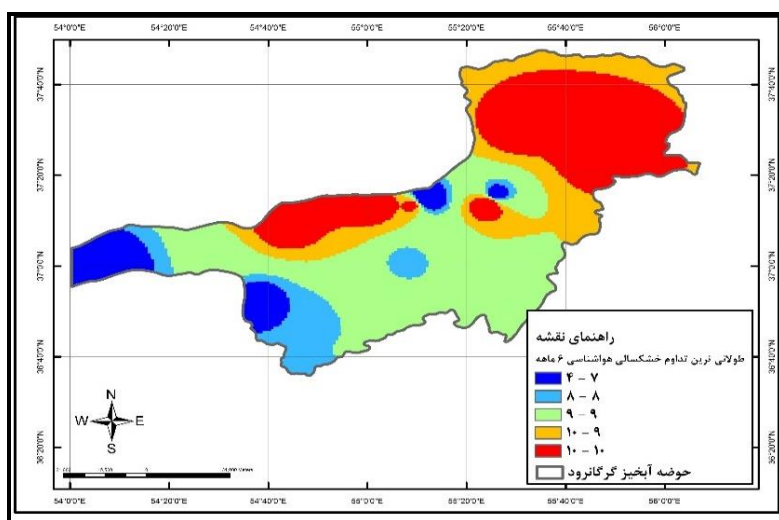 54°0'0"E 54°20'0"E 54°40'0"E 55°0'0"E 55°20'0"E 55°40'0"E 56°0'0"E
37°40'0"N 37°40'0"N
37°20'0"N 37°20'0"N
37°0'0"N 37°0'0"N
36°40'0"N 36°40'0"N
36°20'0"N 36°20'0"N
راهنمای نقشه
طولانی ترین تداوم خشکسالی هواشناسی ۶ ماهه
۴ - ۷
۸ - ۸
۹ - ۹
۱۰ - ۹
۱۰ - ۱۰
حوضه آبخیز گرگانرود
N
W E
S
0
54°0'0"E 54°20'0"E 54°40'0"E 55°0'0"E 55°20'0"E 55°40'0"E 56°0'0"E